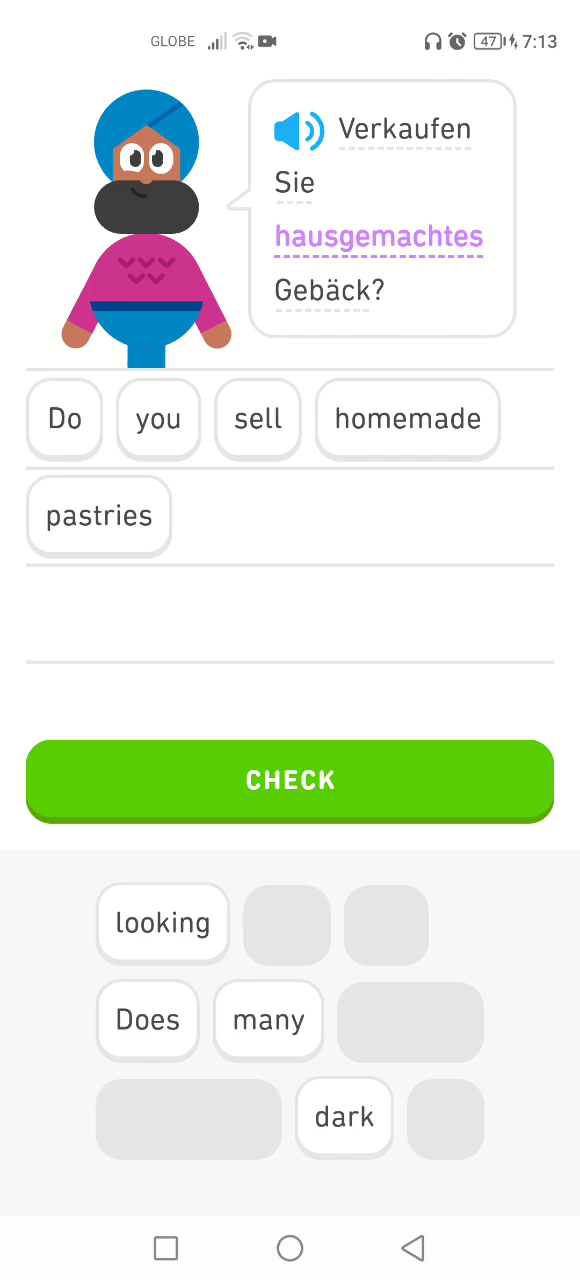 GLOBE 47 7:13
Verkaufen
Sie
hausgemachtes
Gebäck?
Do you sell homemade
pastries
CHECK
looking
Does many
dark